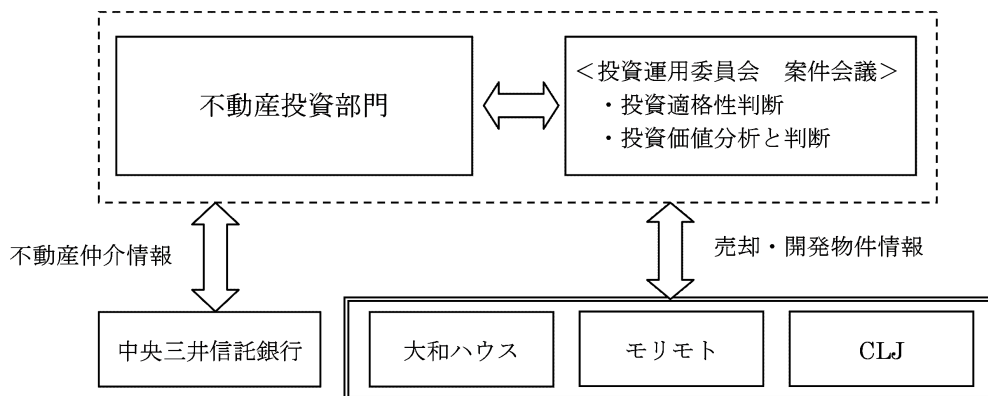 不動産投資部門
＜投資運用委員会　案件会議＞
・投資適格性判断
・投資価値分析と判断
不動産仲介情報
売却・開発物件情報
中央三井信託銀行
大和ハウス
モリモト
CLJ